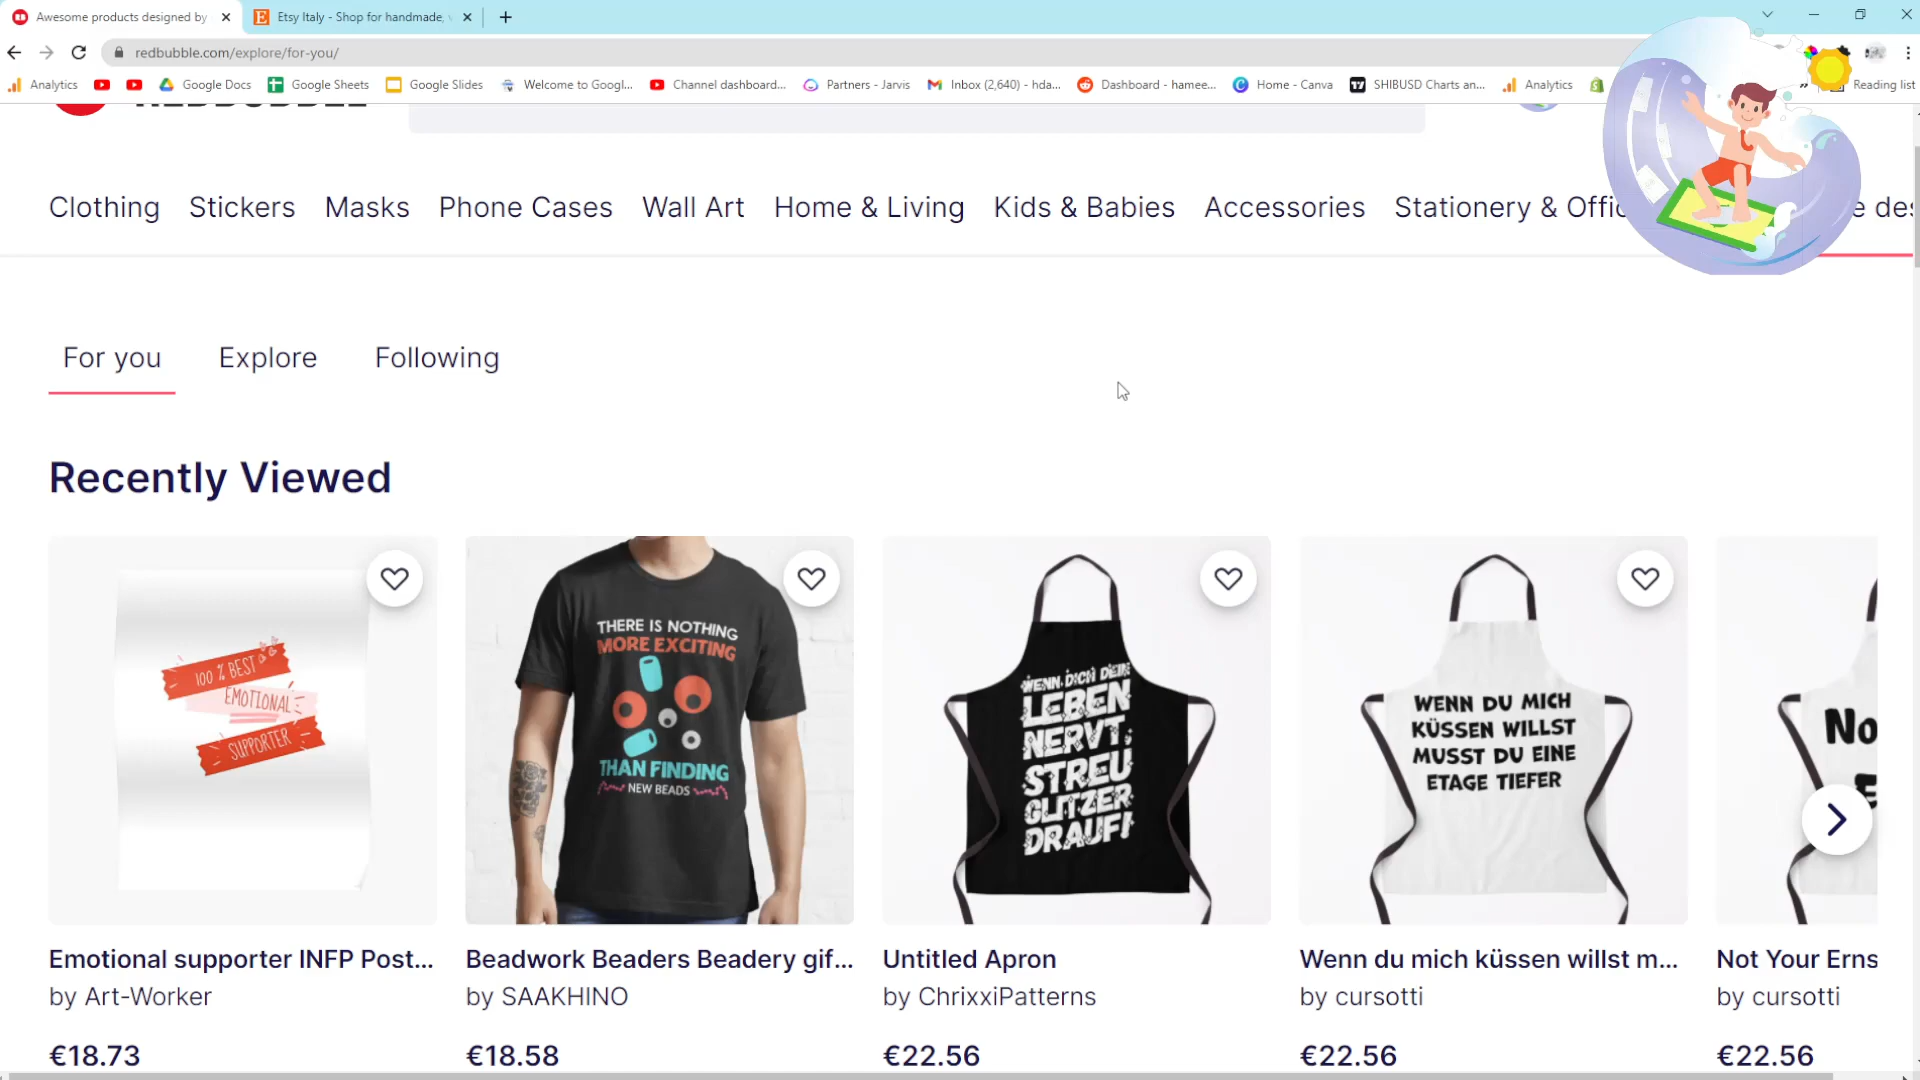 Awesome products designed by
Etsy Italy - Shop for handmade,
redbubble.com/explore/for-you/
Analytics
Google Docs
Google Sheets
Google Slides
Welcome to Googl...
Channel dashboard...
Partners - Jarvis
Inbox (2,640) - hda...
Dashboard - hamee...
Home - Canva
SHIBUSD Charts an...
Analytics
Reading list
Clothing
Stickers
Masks
Phone Cases
Wall Art
Home & Living
Kids & Babies
Accessories
Stationery & Offic
For you
Explore
Following
Recently Viewed
100 % BEST
EMOTIONAL
SUPPORTER
THERE IS NOTHING
MORE EXCITING
THAN FINDING
NEW BEADS
WENN DICH DEIN
LEBEN
NERVT,
STREU
GLITZER
DRAUF!
WENN DU MICH
KÜSSEN WILLST
MUSST DU EINE
ETAGE TIEFER
No
E
Emotional supporter INFP Post...
by Art-Worker
€18.73
Beadwork Beaders Beadery gif...
by SAAKHINO
€18.58
Untitled Apron
by ChrixxiPatterns
€22.56
Wenn du mich küssen willst m...
by cursotti
€22.56
Not Your Erns
by cursotti
€22.56